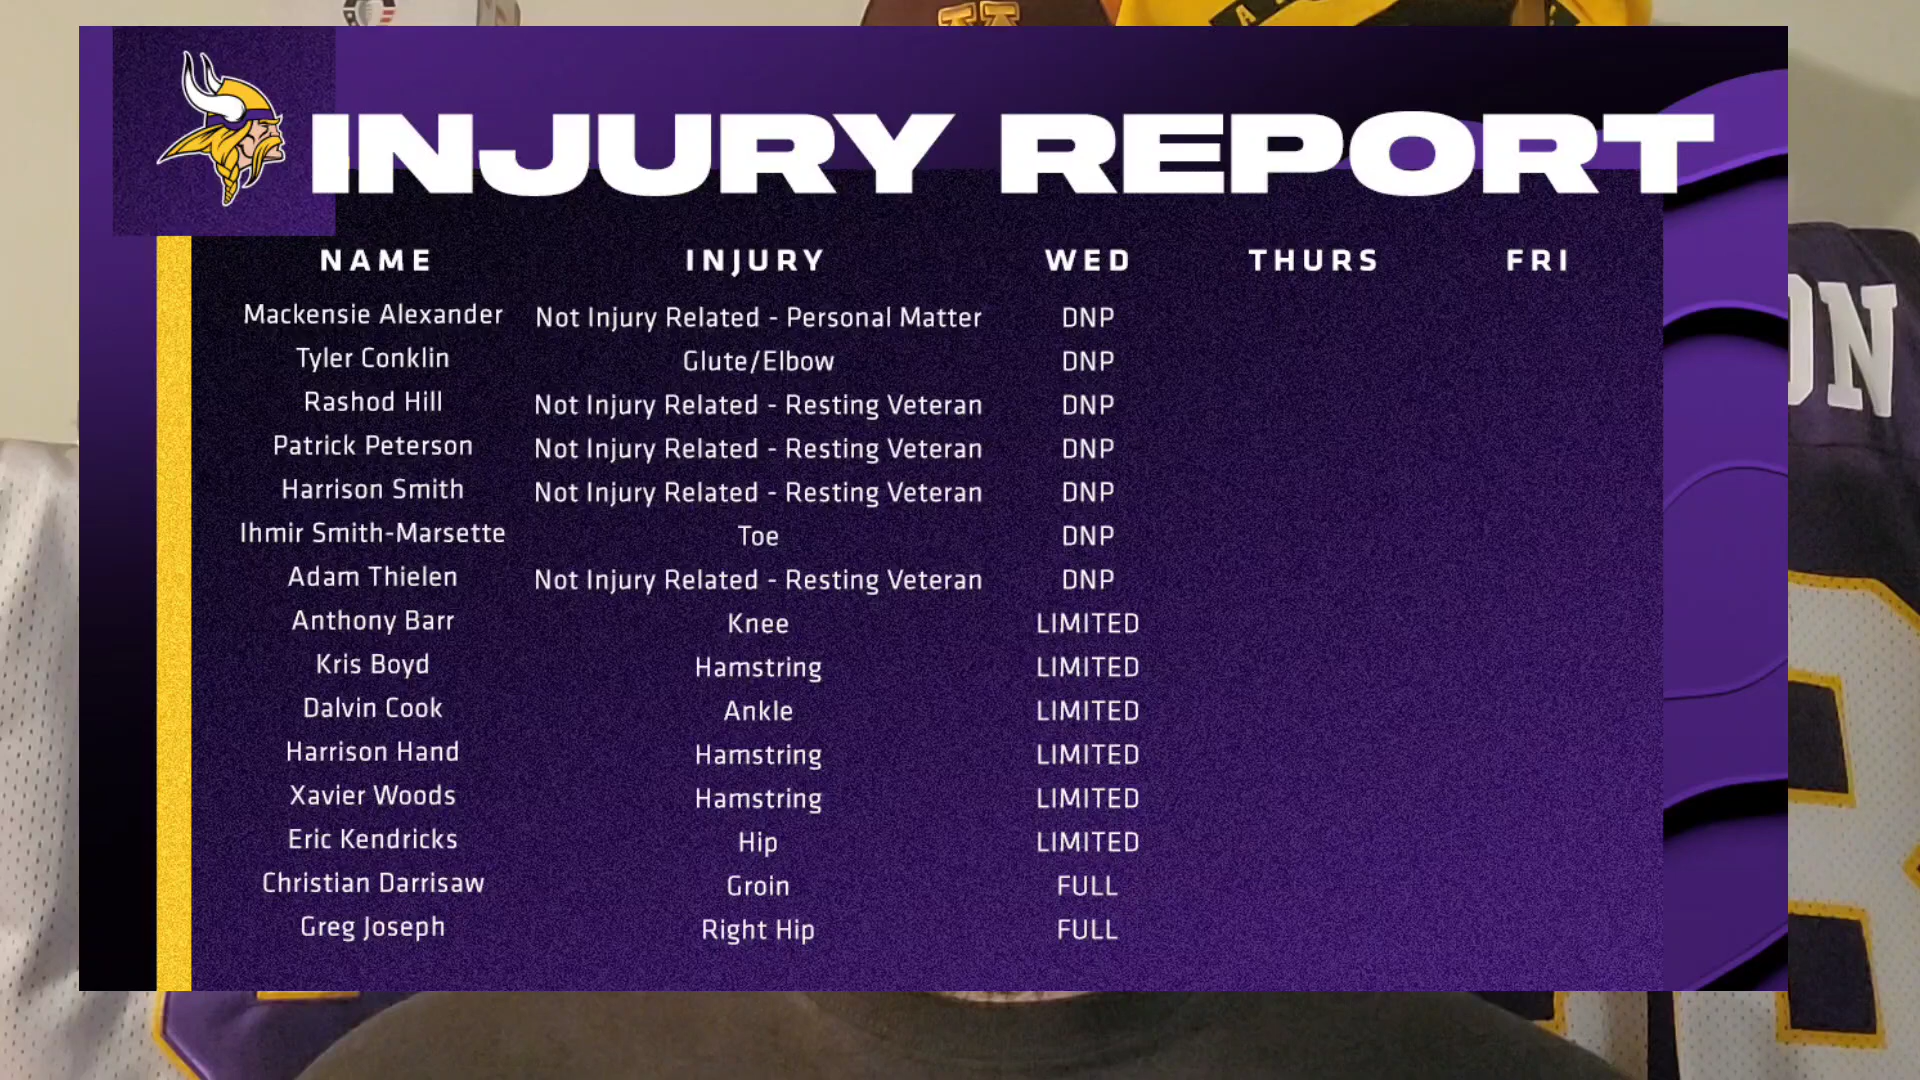 INJURY REPORT
NAME INJURY WED THURS FRI
Mackensie Alexander Not Injury Related - Personal Matter DNP
Tyler Conklin Glute/Elbow DNP
Rashod Hill Not Injury Related - Resting Veteran DNP
Patrick Peterson Not Injury Related - Resting Veteran DNP
Harrison Smith Not Injury Related - Resting Veteran DNP
Ihmir Smith-Marsette Toe DNP
Adam Thielen Not Injury Related - Resting Veteran DNP
Anthony Barr Knee LIMITED
Kris Boyd Hamstring LIMITED
Dalvin Cook Ankle LIMITED
Harrison Hand Hamstring LIMITED
Xavier Woods Hamstring LIMITED
Eric Kendricks Hip LIMITED
Christian Darrisaw Groin FULL
Greg Joseph Right Hip FULL